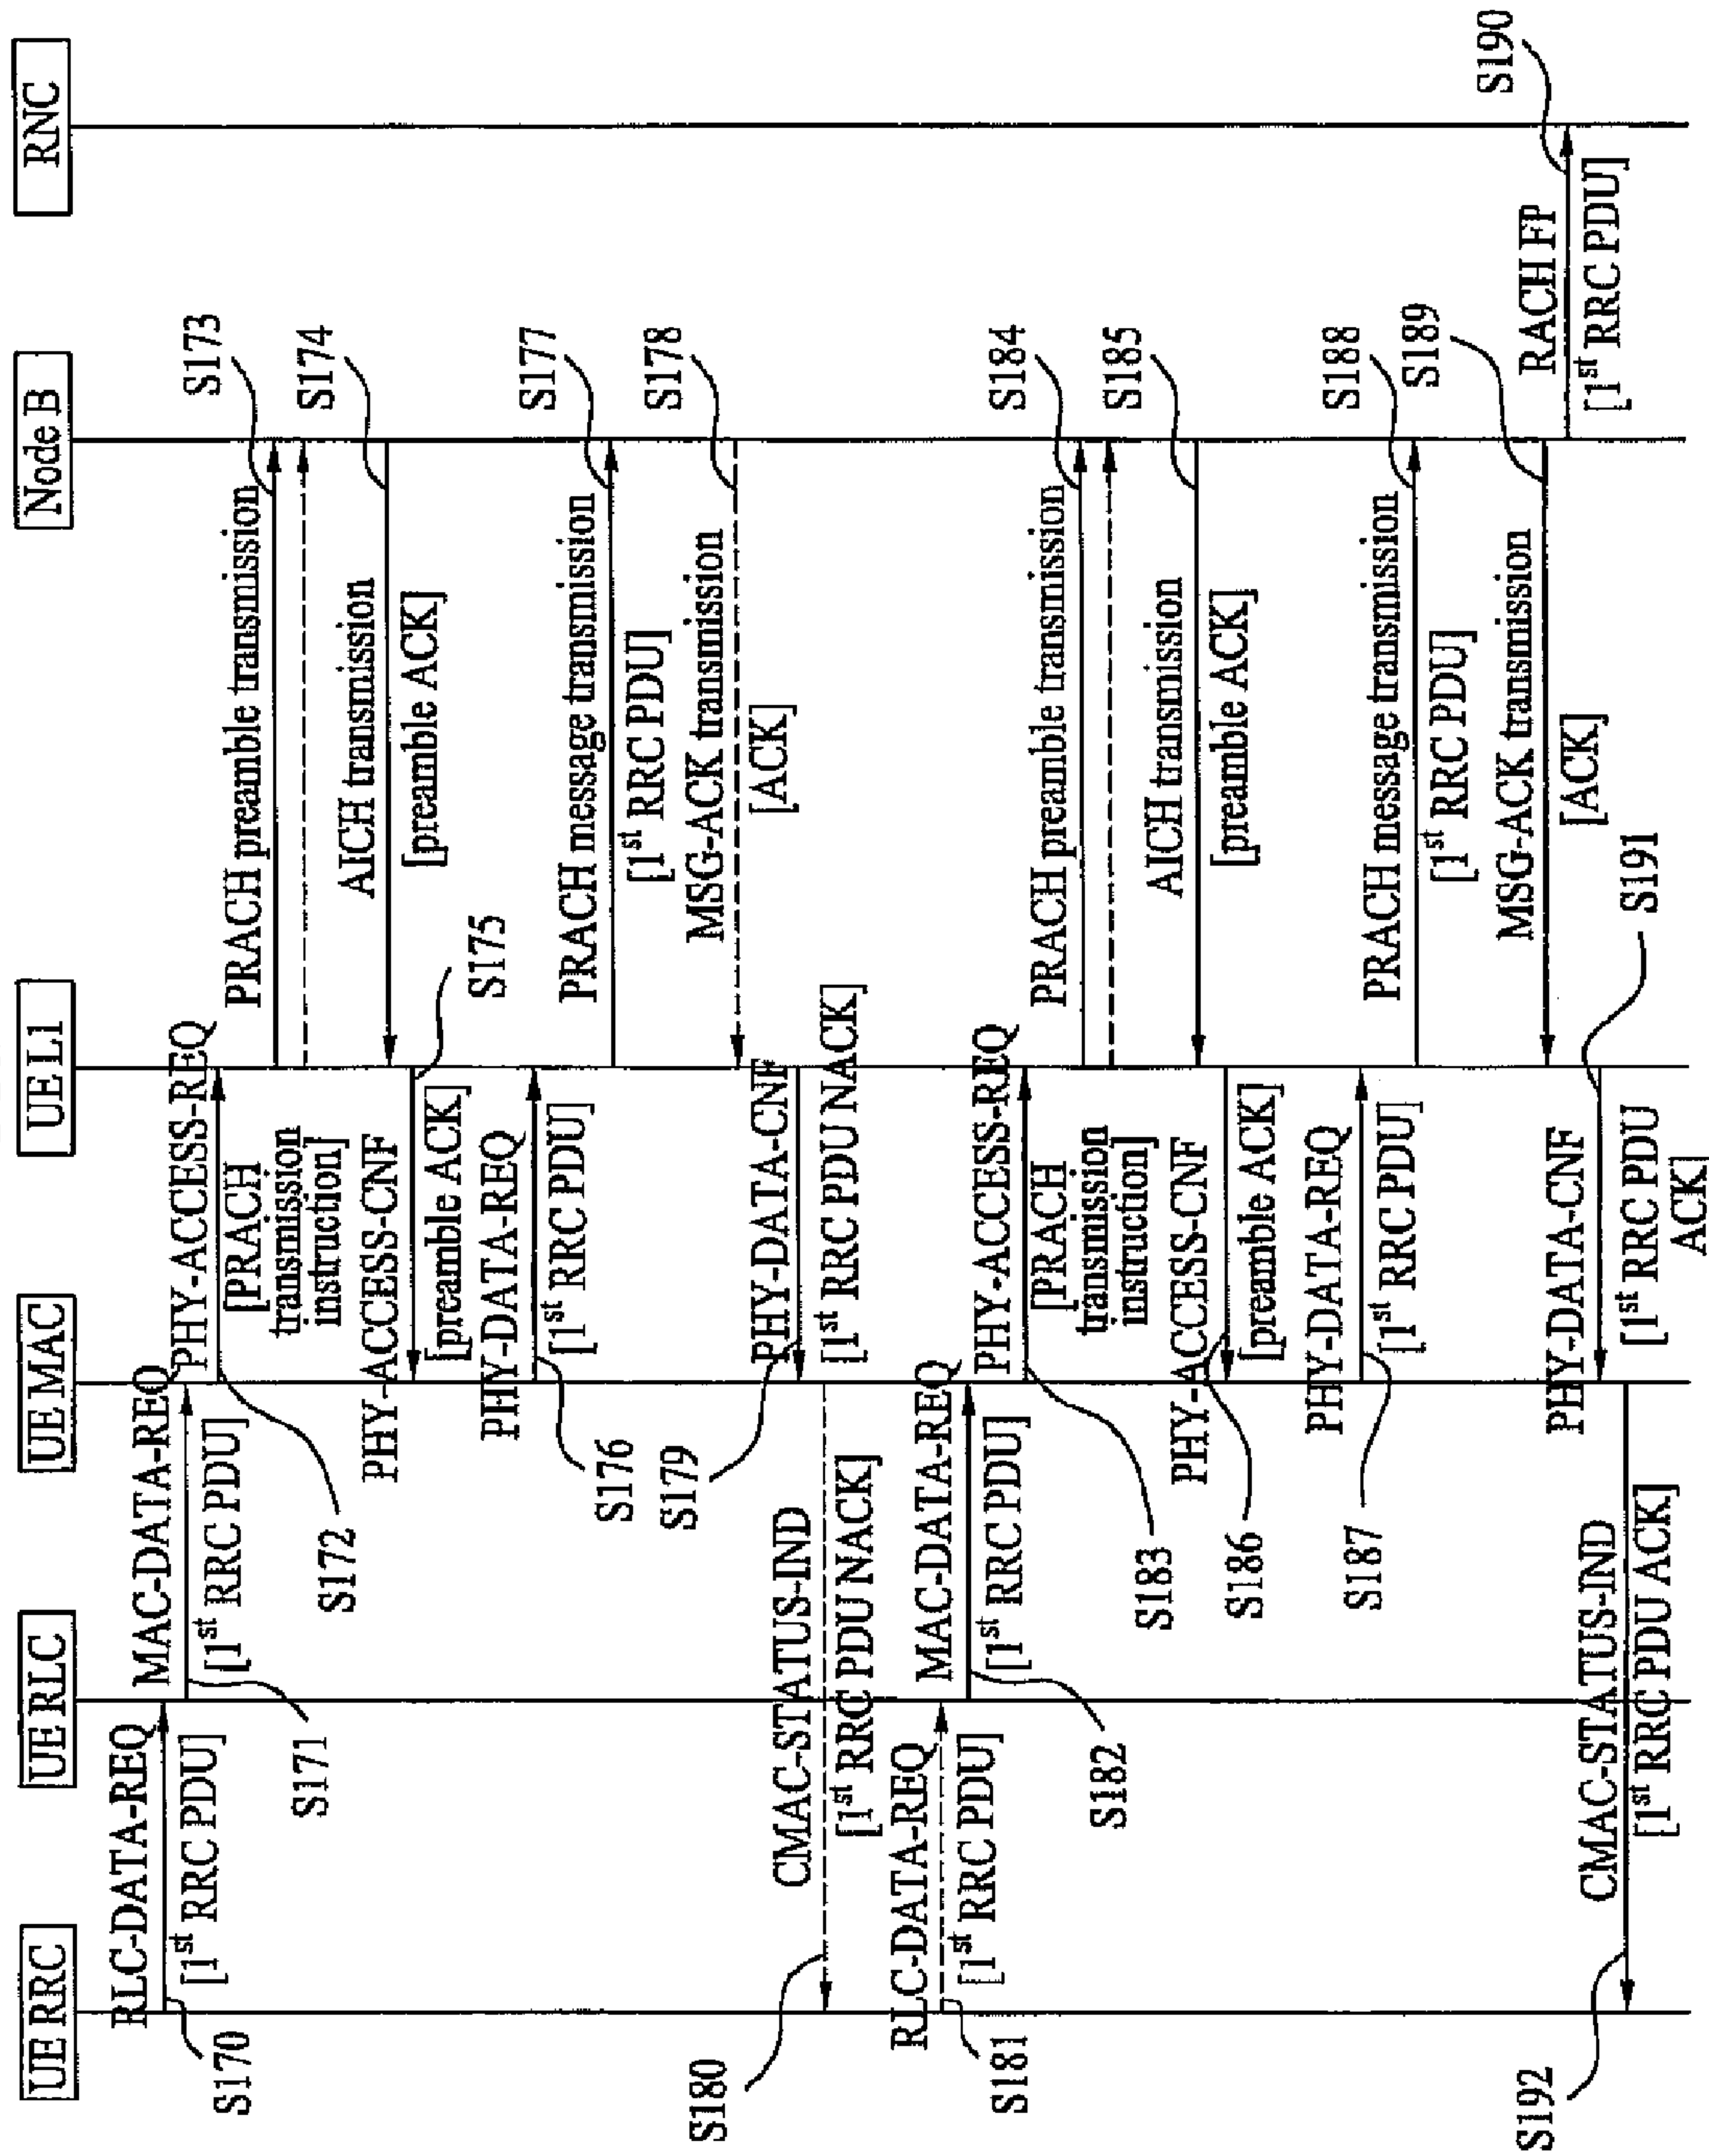 UE RRC
UE RLC
UE MAC
UE L1
Node B
RNC
RLC-DATA-REQ
[1st RRC PDU]
S170
MAC-DATA-REQ
[1st RRC PDU]
S171
PHY-ACCESS-REQ
[PRACH
transmission
instruction]
S172
PRACH preamble transmission
S173
AICH transmission
[preamble ACK]
S174
PHY-ACCESS-CNF
[preamble ACK]
S175
PHY-DATA-REQ
[1st RRC PDU]
S176
PRACH message transmission
[1st RRC PDU]
S177
MSG-ACK transmission
[ACK]
S178
PHY-DATA-CNF
[1st RRC PDU NACK]
S179
CMAC-STATUS-IND
[1st RRC PDU NACK]
S180
RLC-DATA-REQ
[1st RRC PDU]
S181
MAC-DATA-REQ
[1st RRC PDU]
S182
PHY-ACCESS-REQ
[PRACH
transmission
instruction]
S183
PRACH preamble transmission
S184
AICH transmission
[preamble ACK]
S185
PHY-ACCESS-CNF
[preamble ACK]
S186
PHY-DATA-REQ
[1st RRC PDU]
S187
PRACH message transmission
[1st RRC PDU]
S188
MSG-ACK transmission
[ACK]
S189
RACH FP
[1st RRC PDU]
S190
PHY-DATA-CNF
[1st RRC PDU
ACK]
S191
CMAC-STATUS-IND
[1st RRC PDU ACK]
S192